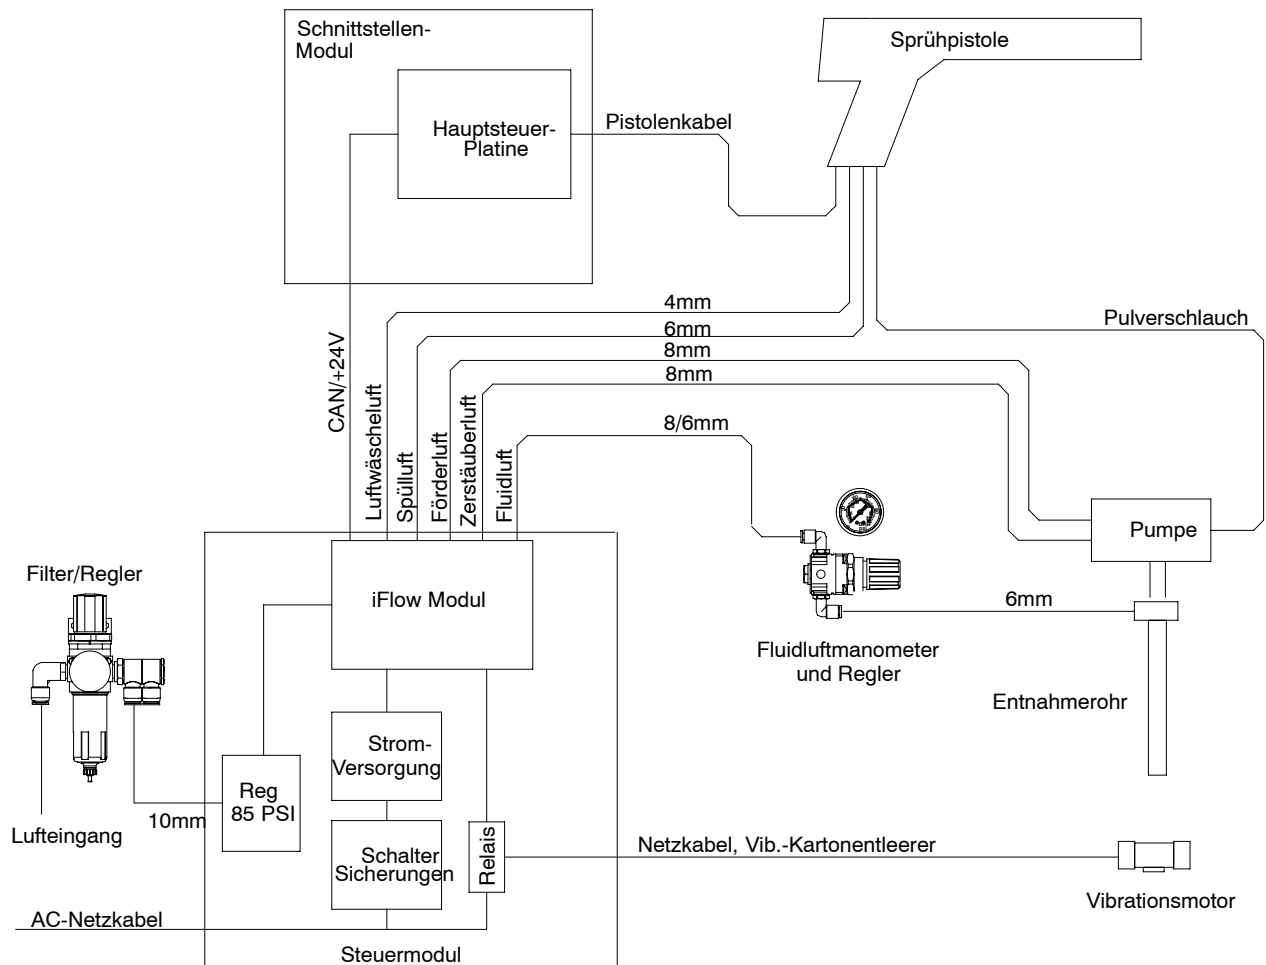 Schnittstellen-
Modul
Sprühpistole
Hauptsteuer-
Platine
Pistolenkabel
4mm
6mm
8mm
8mm
8/6mm
Pulverschlauch
CAN/+24V
Luftwäscheluft
Spülluft
Förderluft
Zerstäuberluft
Fluidluft
Pumpe
Filter/Regler
iFlow Modul
6mm
Fluidluftmanometer
und Regler
Entnahmerohr
Strom-
Versorgung
Reg
85 PSI
10mm
Lufteingang
Schalter
Sicherungen
Relais
Netzkabel, Vib.-Kartonentleerer
Vibrationsmotor
AC-Netzkabel
Steuermodul